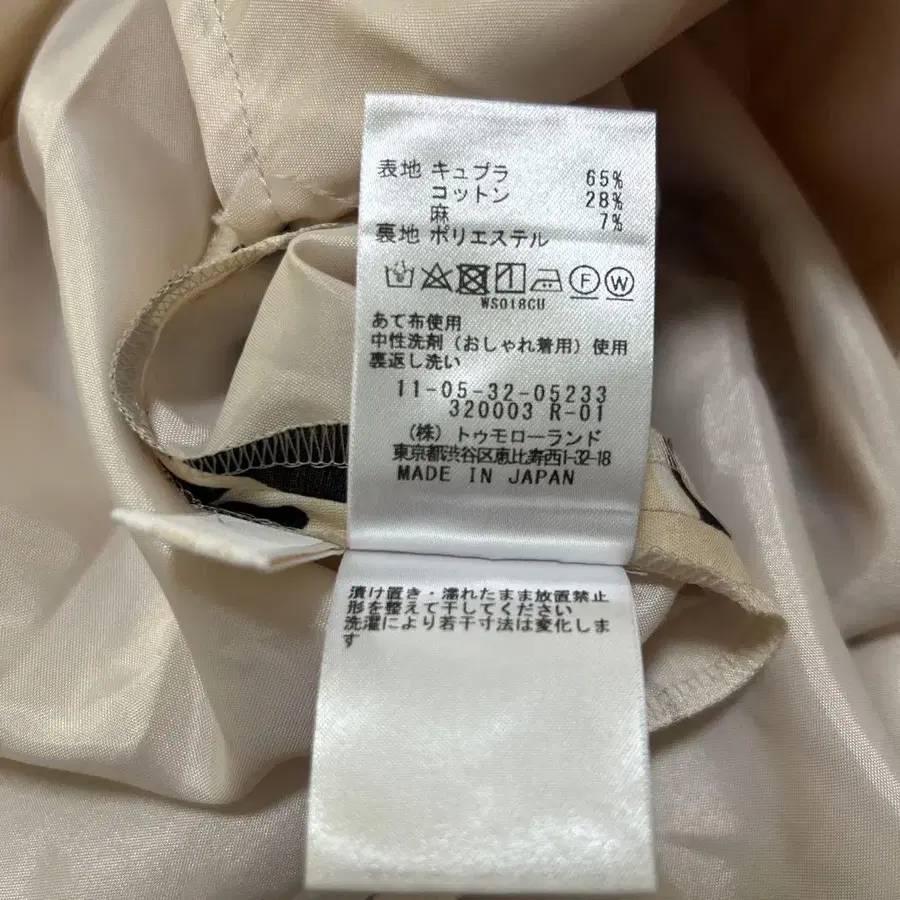 表地 キュプラ 65%
コットン 28%
麻 7%
裏地 ポリエステル
F W
WS018CU
あて布使用
中性洗剤（おしゃれ着用）使用
裏返し洗い
11-05-32-05233
320003 R-01
（株）トゥモローランド
東京都渋谷区恵比寿西1-32-18
MADE IN JAPAN
漬け置き・濡れたまま放置禁止
形を整えて干してください
洗濯により若干寸法は変化しま
す